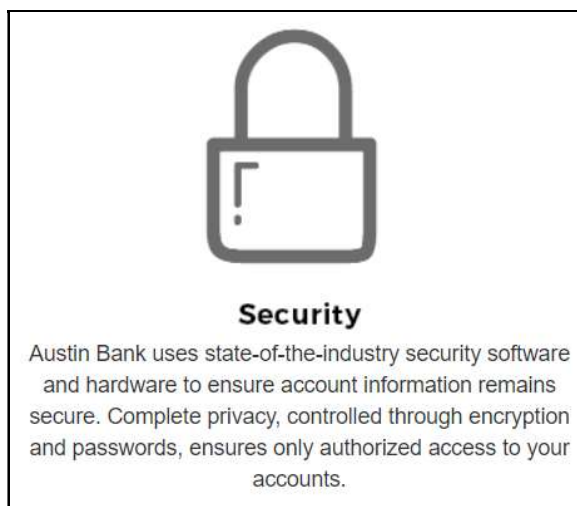 Security
Austin Bank uses state-of-the-industry security software
and hardware to ensure account information remains
secure. Complete privacy, controlled through encryption
and passwords, ensures only authorized access to your
accounts.